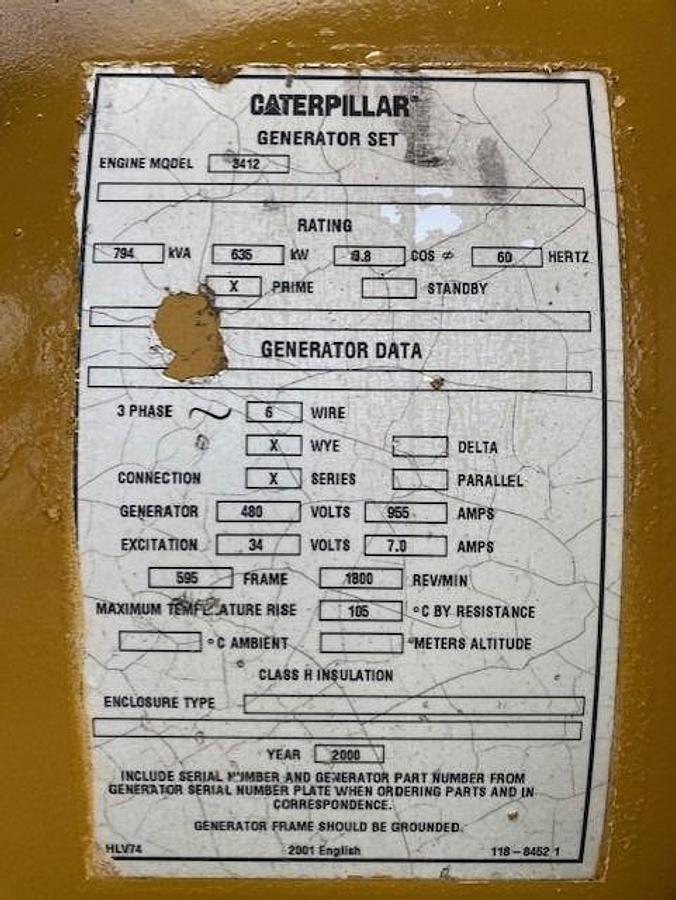 CATERPILLAR
GENERATOR SET
ENGINE MODEL 3412
RATING
794 kVA 635 kW 0.8 COS ⌀ 60 HERTZ
X PRIME STANDBY
GENERATOR DATA
3 PHASE ~ 6 WIRE
X WYE DELTA
CONNECTION X SERIES PARALLEL
GENERATOR 480 VOLTS 955 AMPS
EXCITATION 34 VOLTS 7.0 AMPS
595 FRAME 1800 REV/MIN
MAXIMUM TEMPERATURE RISE 105 °C BY RESISTANCE
°C AMBIENT METERS ALTITUDE
CLASS H INSULATION
ENCLOSURE TYPE
YEAR 2000
INCLUDE SERIAL NUMBER AND GENERATOR PART NUMBER FROM
GENERATOR SERIAL NUMBER PLATE WHEN ORDERING PARTS AND IN
CORRESPONDENCE.
GENERATOR FRAME SHOULD BE GROUNDED.
HLV74 2001 English 118-8452 1